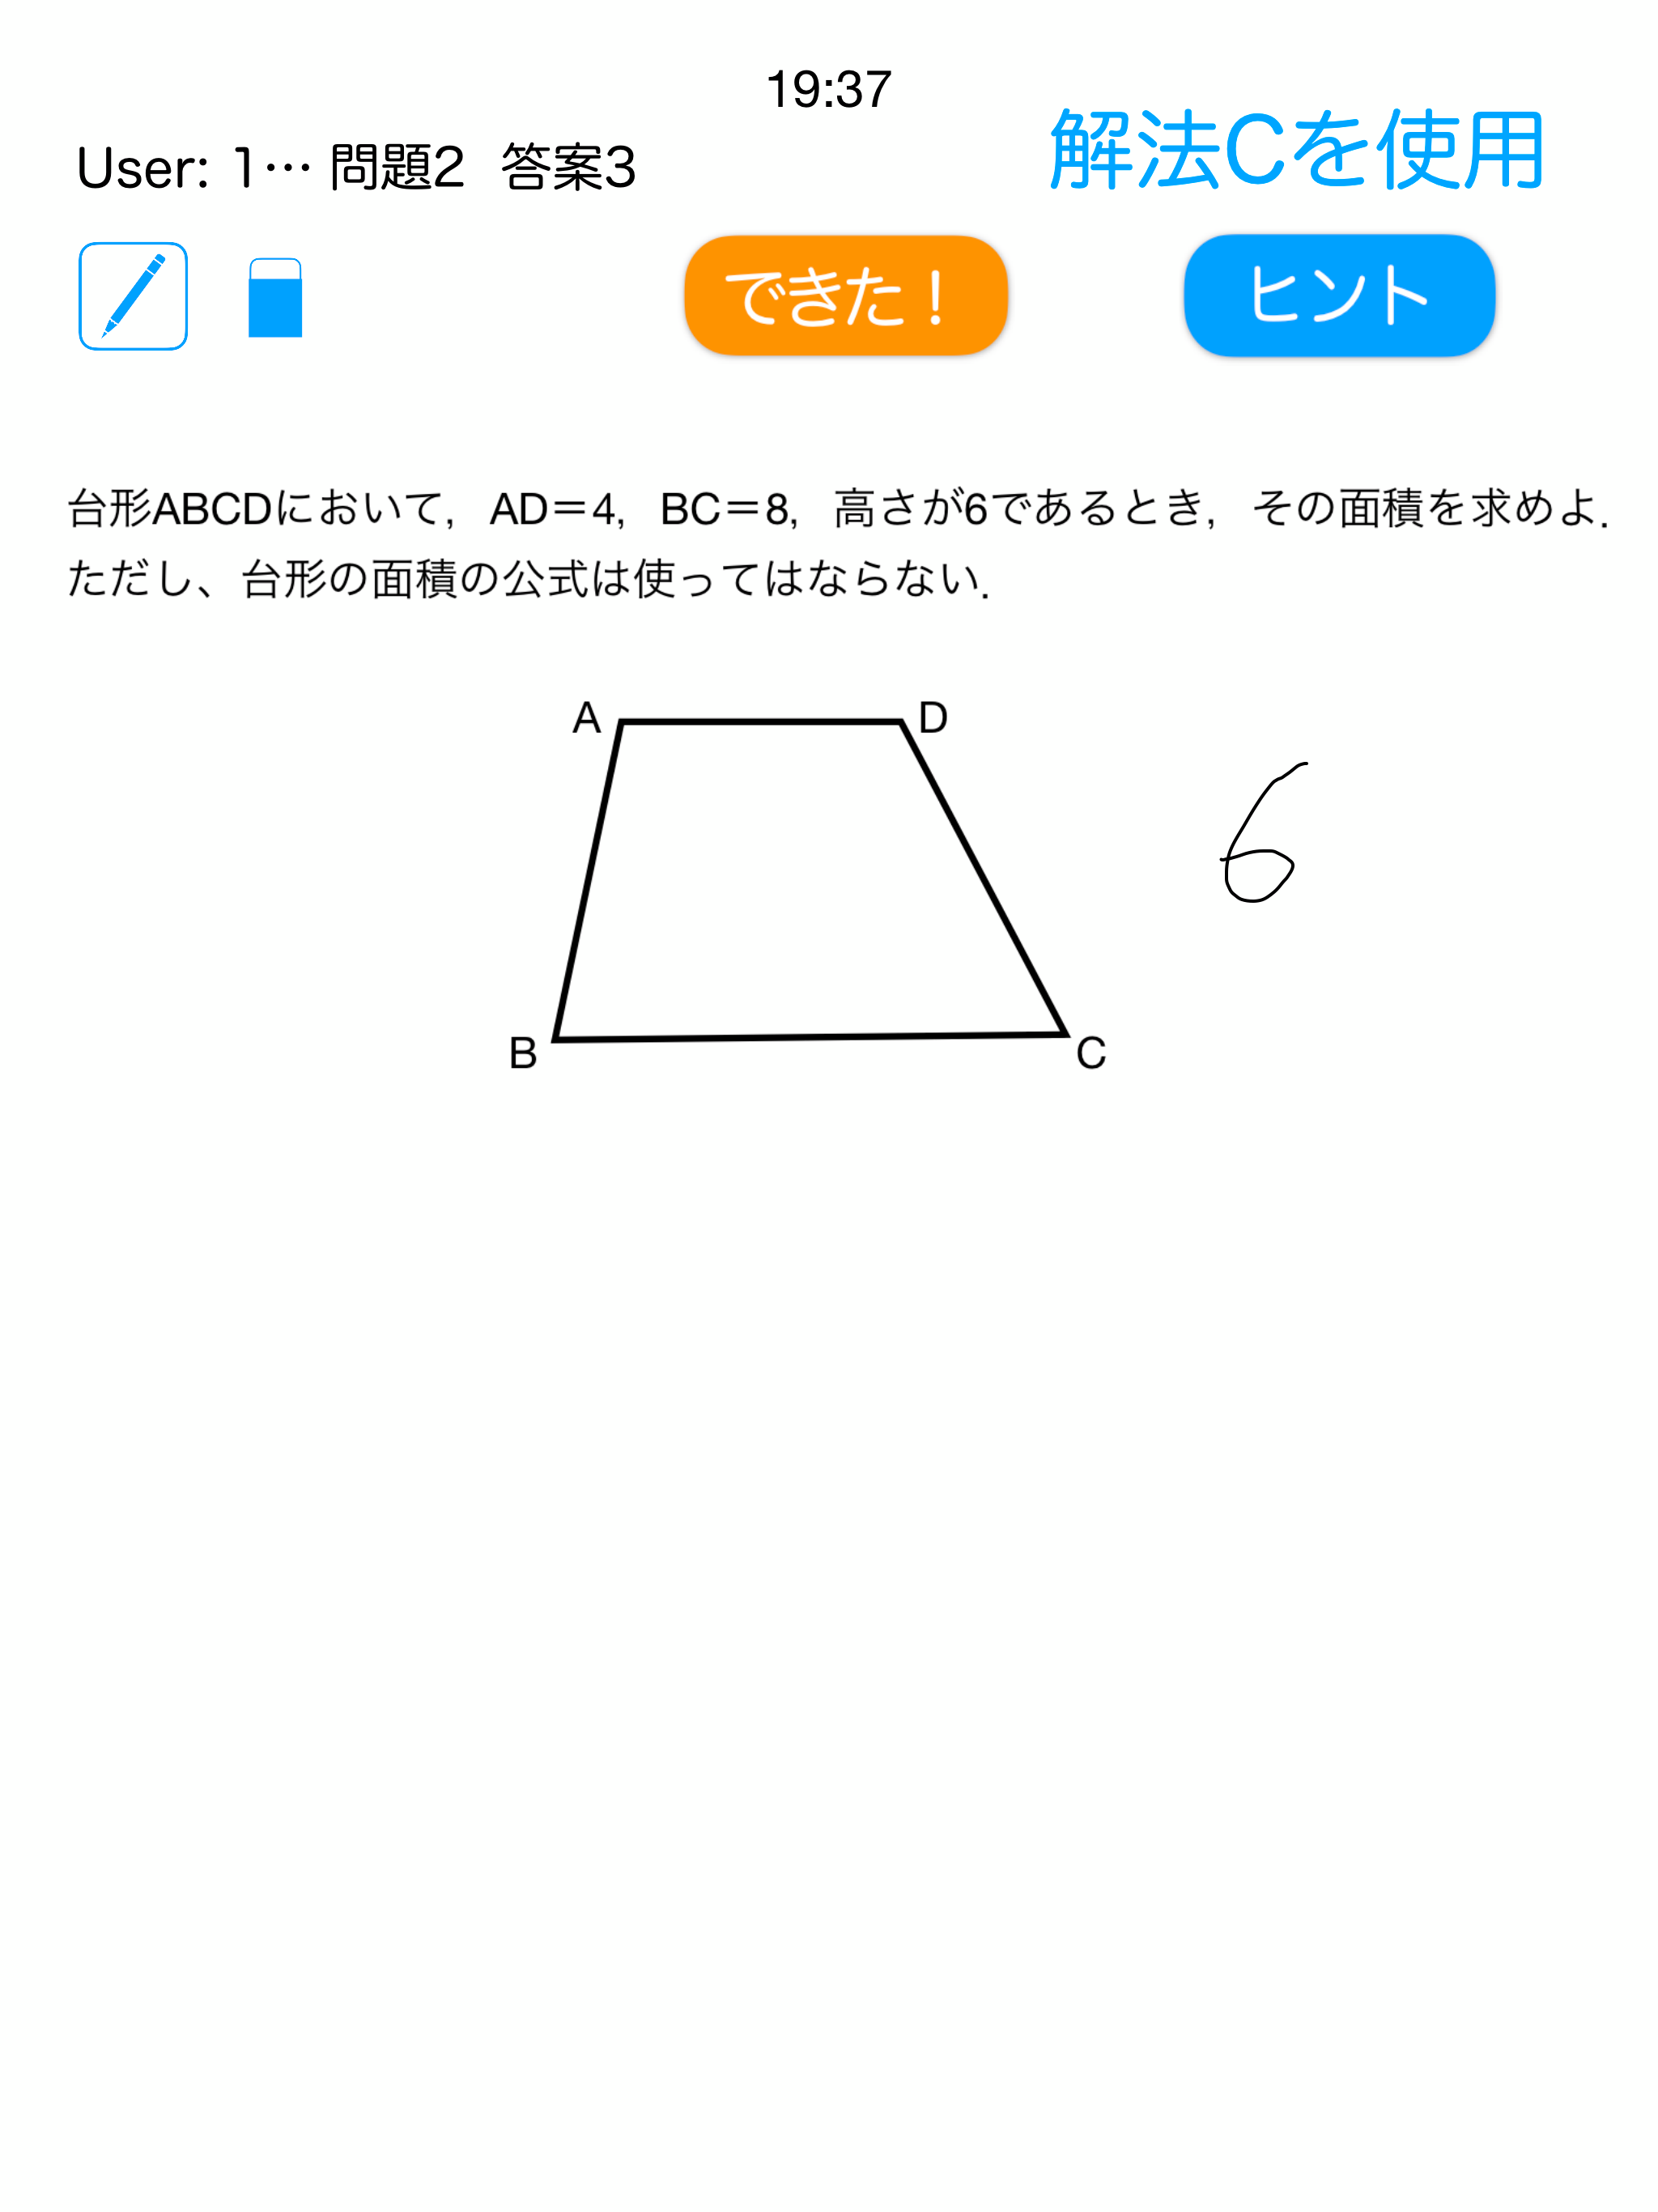 19:37
解法Cを使用
User: 1… 問題2 答案3
できた！
ヒント
台形ABCDにおいて，AD＝4，BC＝8，高さが6であるとき，その面積を求めよ．
ただし、台形の面積の公式は使ってはならない．
A
D
6
B
C